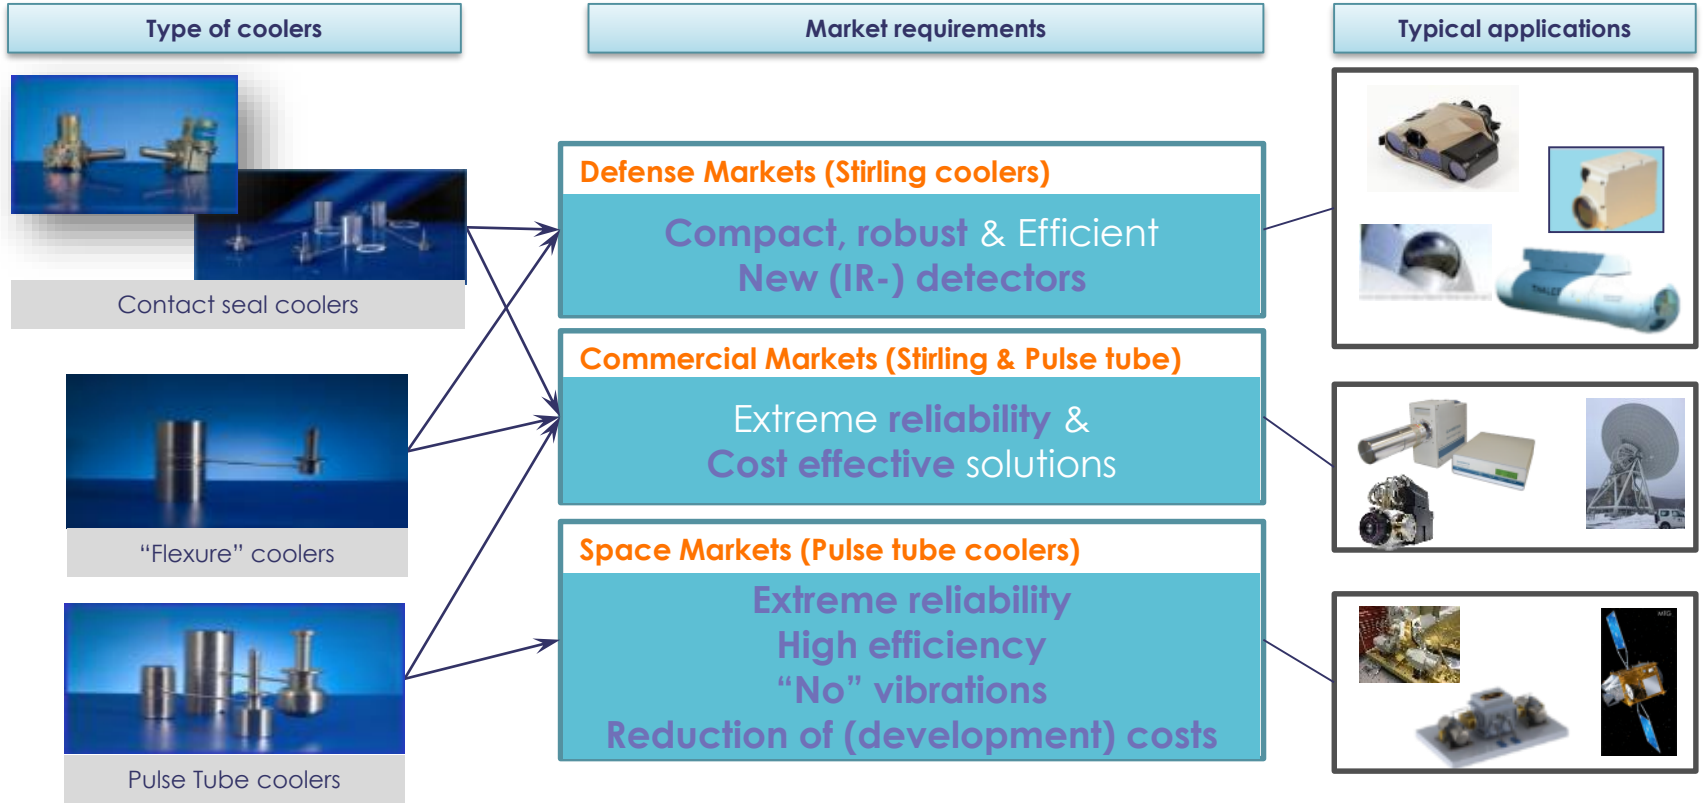 Type of coolers
Market requirements
Typical applications
Contact seal coolers
“Flexure” coolers
Pulse Tube coolers
Defense Markets (Stirling coolers)
Compact, robust & Efficient
New (IR-) detectors
Commercial Markets (Stirling & Pulse tube)
Extreme reliability &
Cost effective solutions
Space Markets (Pulse tube coolers)
Extreme reliability
High efficiency
“No” vibrations
Reduction of (development) costs
THALES
MTG